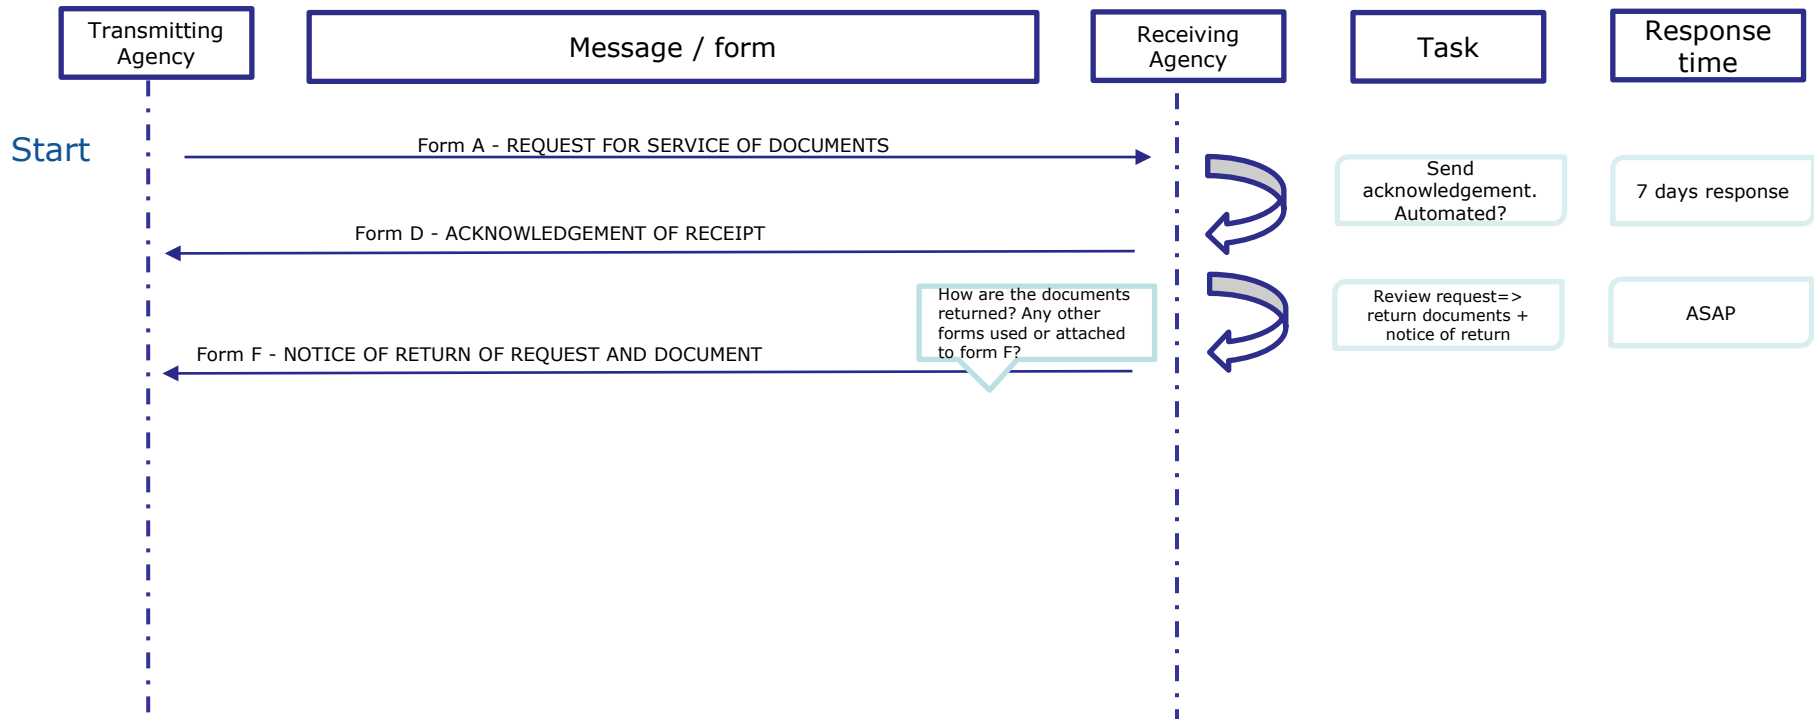 Transmitting
Agency
Message / form
Receiving
Agency
Task
Response
time
Start
Form A - REQUEST FOR SERVICE OF DOCUMENTS
Send
acknowledgement.
Automated?
7 days response
Form D - ACKNOWLEDGEMENT OF RECEIPT
How are the documents
returned? Any other
forms used or attached
to form F?
Review request=>
return documents +
notice of return
ASAP
Form F - NOTICE OF RETURN OF REQUEST AND DOCUMENT